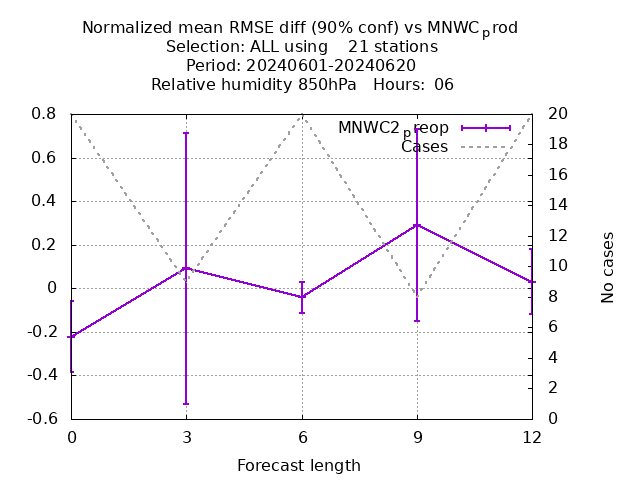 Normalized mean RMSE diff (90% conf) vs MNWC_prod
Selection: ALL using 21 stations
Period: 20240601-20240620
Relative humidity 850hPa Hours: 06
MNWC2_preop
Cases
0.8
0.6
0.4
0.2
0
-0.2
-0.4
-0.6
20
18
16
14
12
10
8
6
4
2
0
No cases
0 3 6 9 12
Forecast length